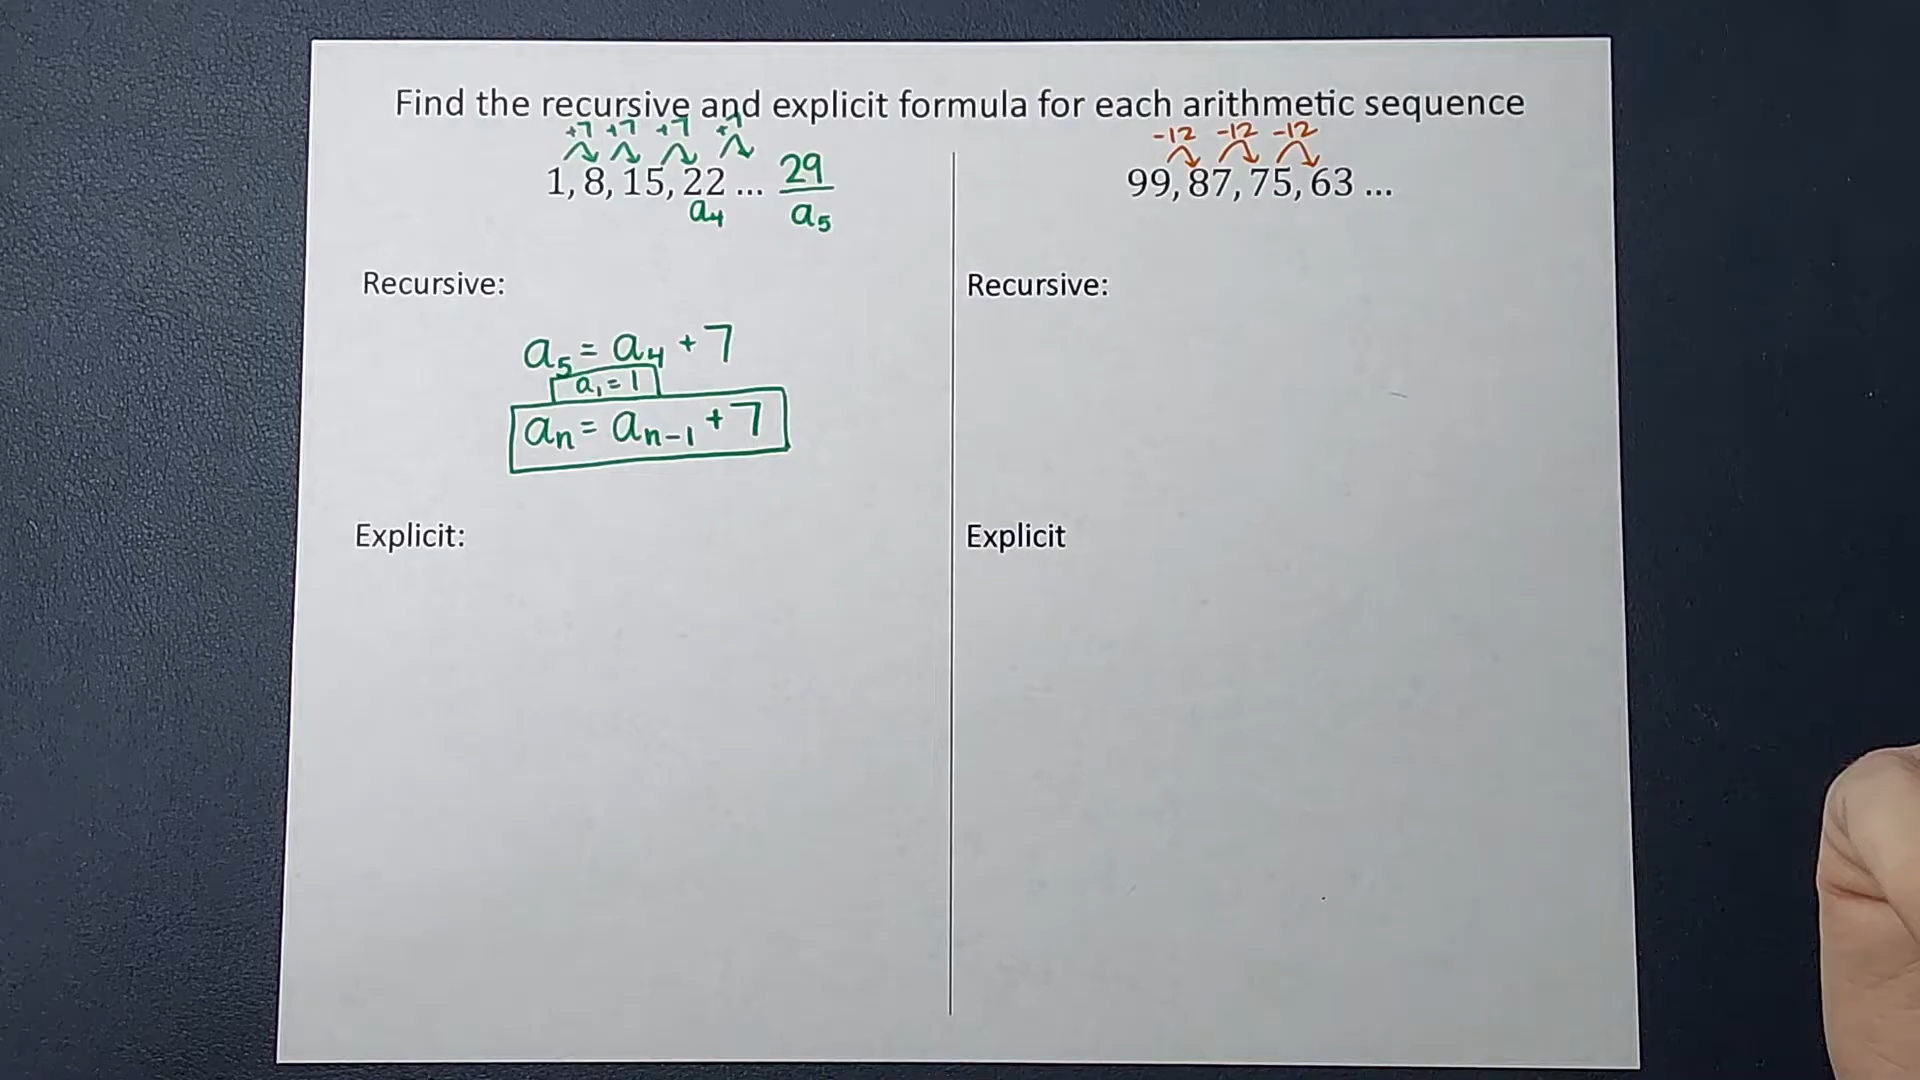 Find the recursive and explicit formula for each arithmetic sequence
+7 +7 +7 +7
1, 8, 15, 22 ... 29
a4 a5
Recursive:
a5 = a4 + 7
a1 = 1
an = an-1 + 7
Explicit:
-12 -12 -12
99, 87, 75, 63 ...
Recursive:
Explicit